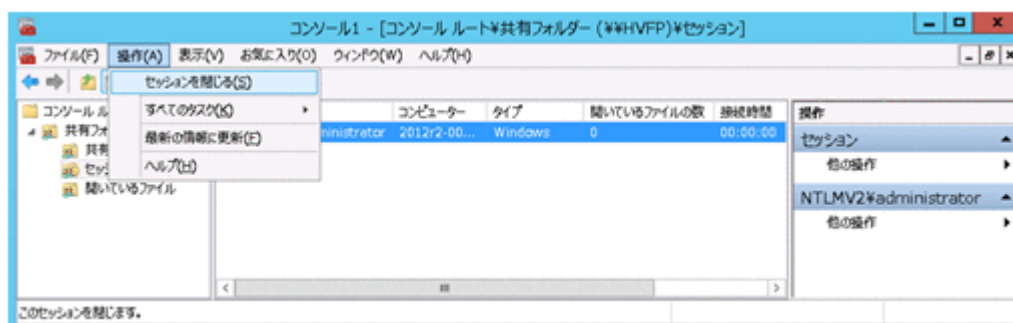 コンソール1 - [コンソール ルート¥共有フォルダー (¥¥HVFP)¥セッション]
ファイル(F) 操作(A) 表示(V) お気に入り(O) ウィンドウ(W) ヘルプ(H)
セッションを閉じる(S)
すべてのタスク(K)
最新の情報に更新(F)
ヘルプ(H)
コンソール ル
共有フォ
共有
セッ
開いているファイル
コンピューター タイプ 開いているファイルの数 接続時間
ninistrator 2012r2-00... Windows 0 00:00:00
操作
セッション
他の操作
NTLMV2¥administrator
他の操作
このセッションを閉じます。